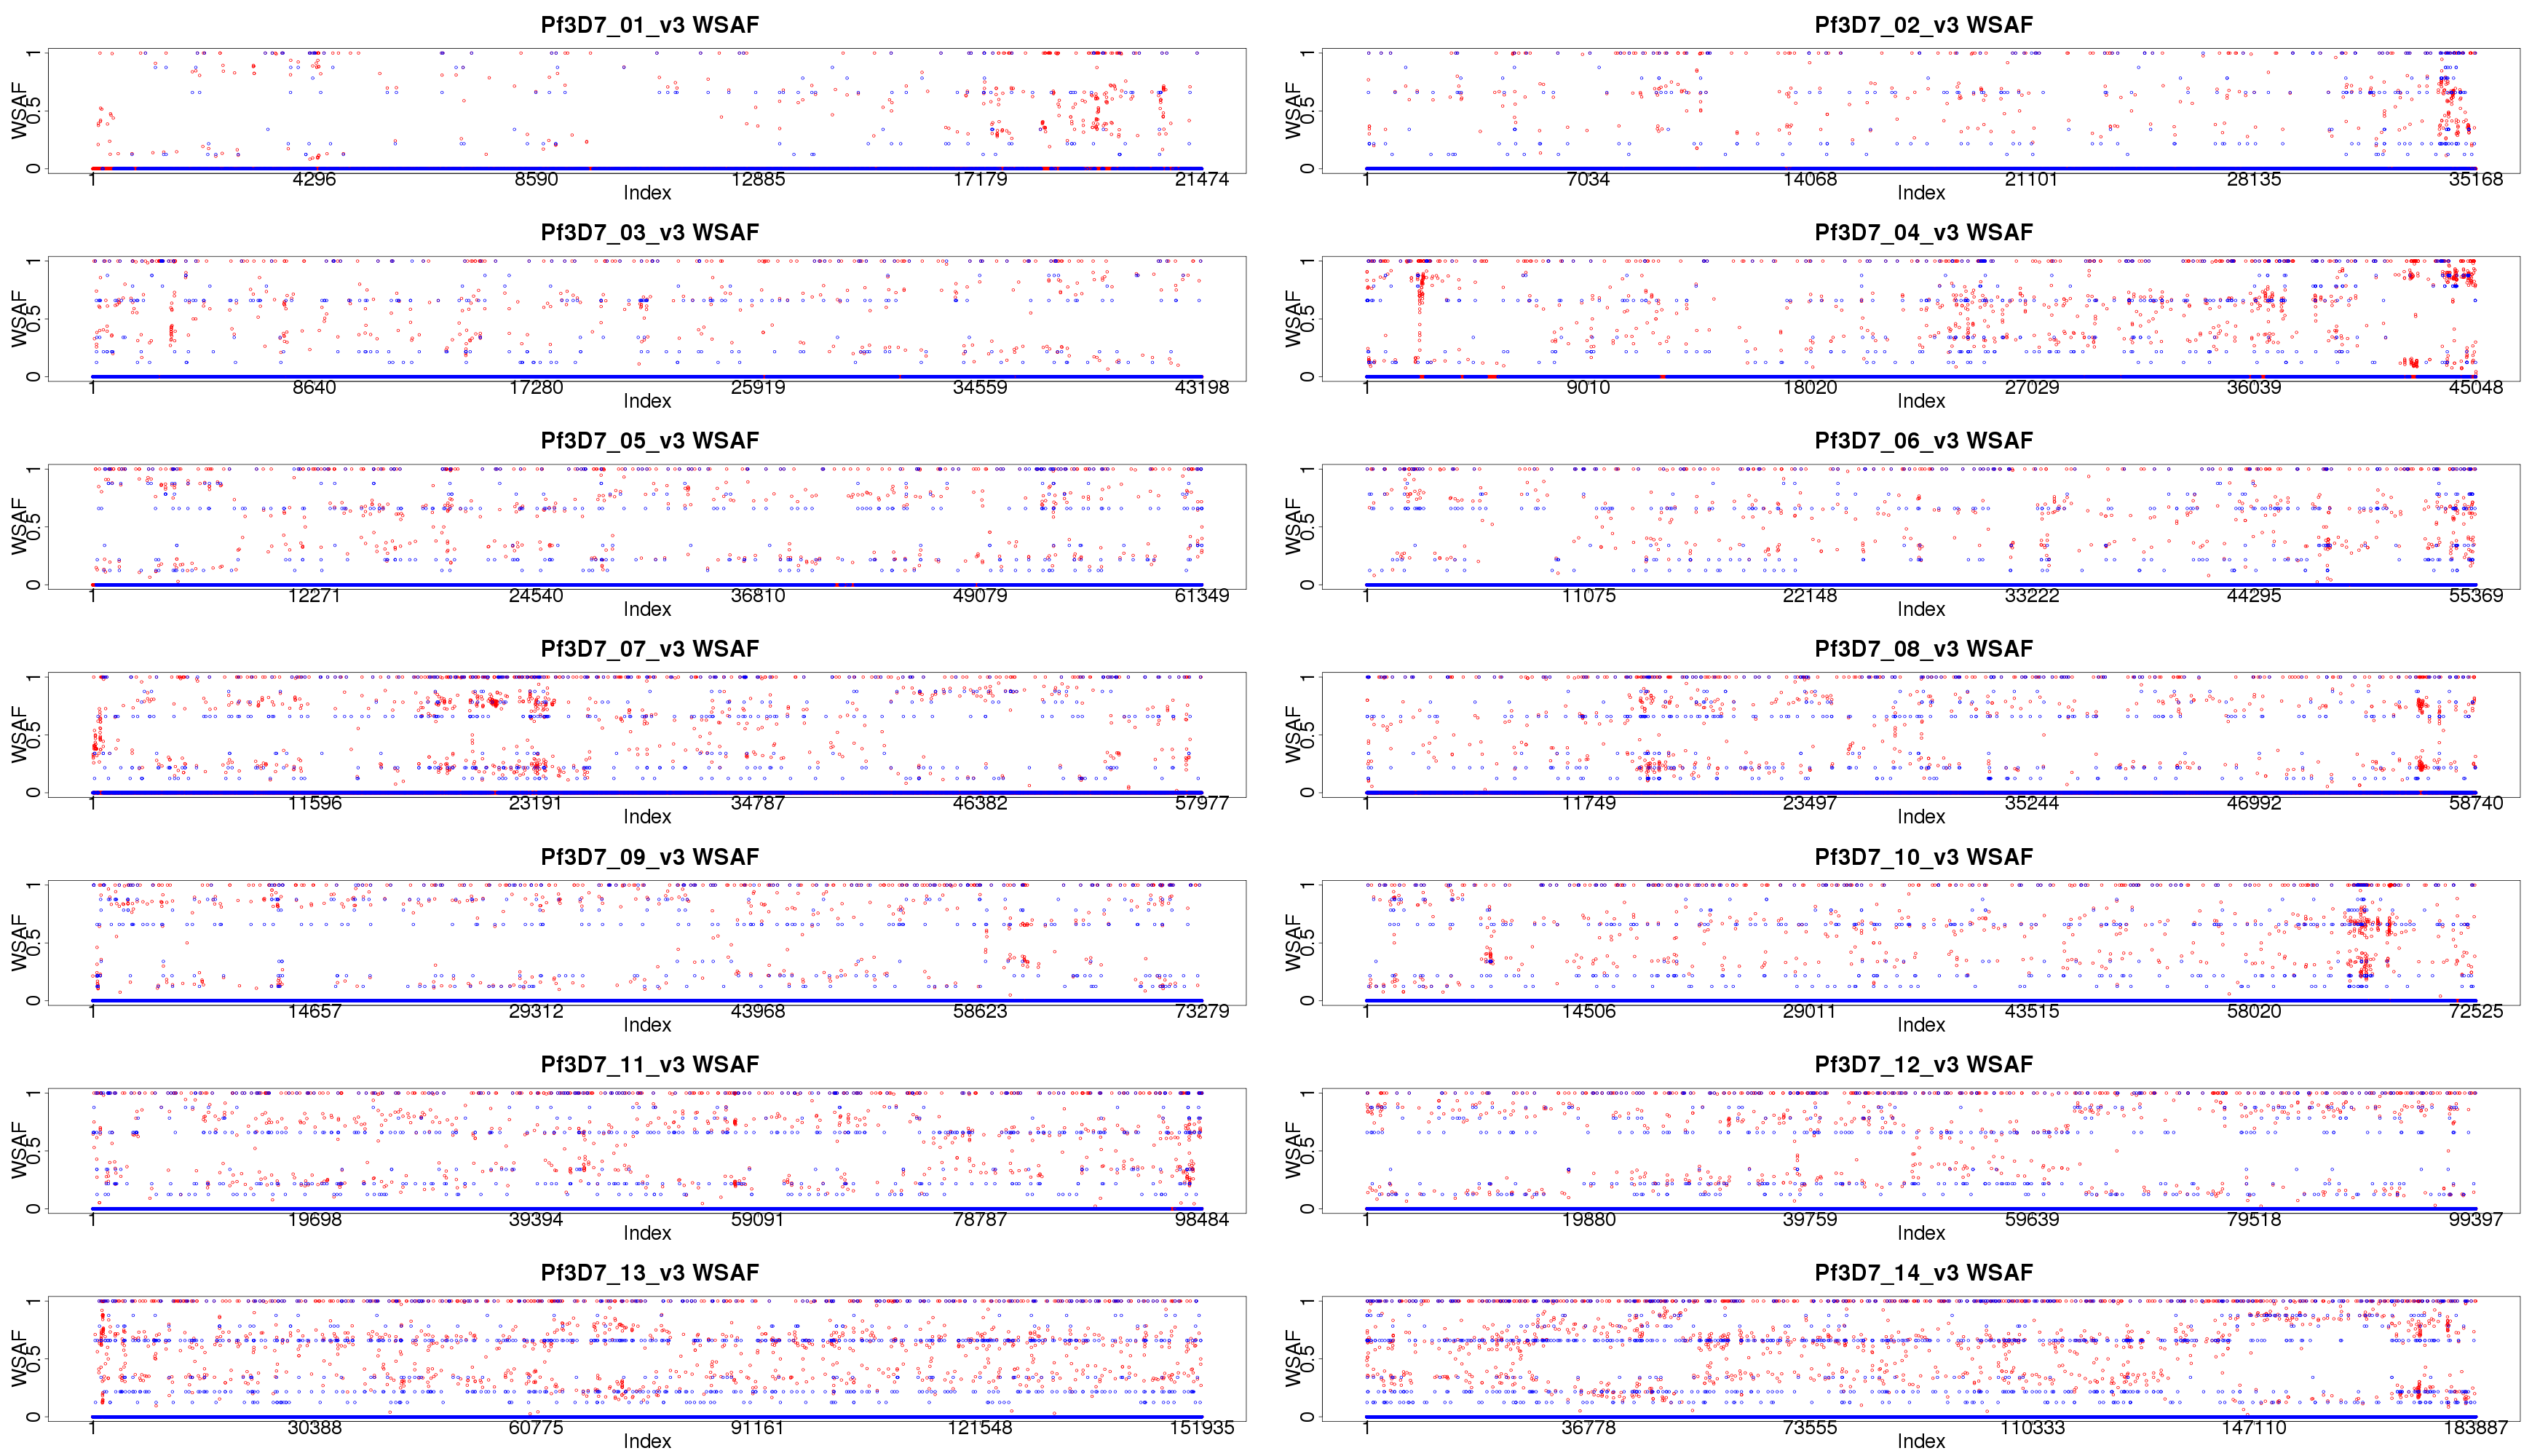 Pf3D7_01_v3 WSAF
WSAF
0 0.5 1
1 4296 8590 12885 17179 21474
Index
Pf3D7_02_v3 WSAF
WSAF
0 0.5 1
1 7034 14068 21101 28135 35168
Index
Pf3D7_03_v3 WSAF
WSAF
0 0.5 1
1 8640 17280 25919 34559 43198
Index
Pf3D7_04_v3 WSAF
WSAF
0 0.5 1
1 9010 18020 27029 36039 45048
Index
Pf3D7_05_v3 WSAF
WSAF
0 0.5 1
1 12271 24540 36810 49079 61349
Index
Pf3D7_06_v3 WSAF
WSAF
0 0.5 1
1 11075 22148 33222 44295 55369
Index
Pf3D7_07_v3 WSAF
WSAF
0 0.5 1
1 11596 23191 34787 46382 57977
Index
Pf3D7_08_v3 WSAF
WSAF
0 0.5 1
1 11749 23497 35244 46992 58740
Index
Pf3D7_09_v3 WSAF
WSAF
0 0.5 1
1 14657 29312 43968 58623 73279
Index
Pf3D7_10_v3 WSAF
WSAF
0 0.5 1
1 14506 29011 43515 58020 72525
Index
Pf3D7_11_v3 WSAF
WSAF
0 0.5 1
1 19698 39394 59091 78787 98484
Index
Pf3D7_12_v3 WSAF
WSAF
0 0.5 1
1 19880 39759 59639 79518 99397
Index
Pf3D7_13_v3 WSAF
WSAF
0 0.5 1
1 30388 60775 91161 121548 151935
Index
Pf3D7_14_v3 WSAF
WSAF
0 0.5 1
1 36778 73555 110333 147110 183887
Index